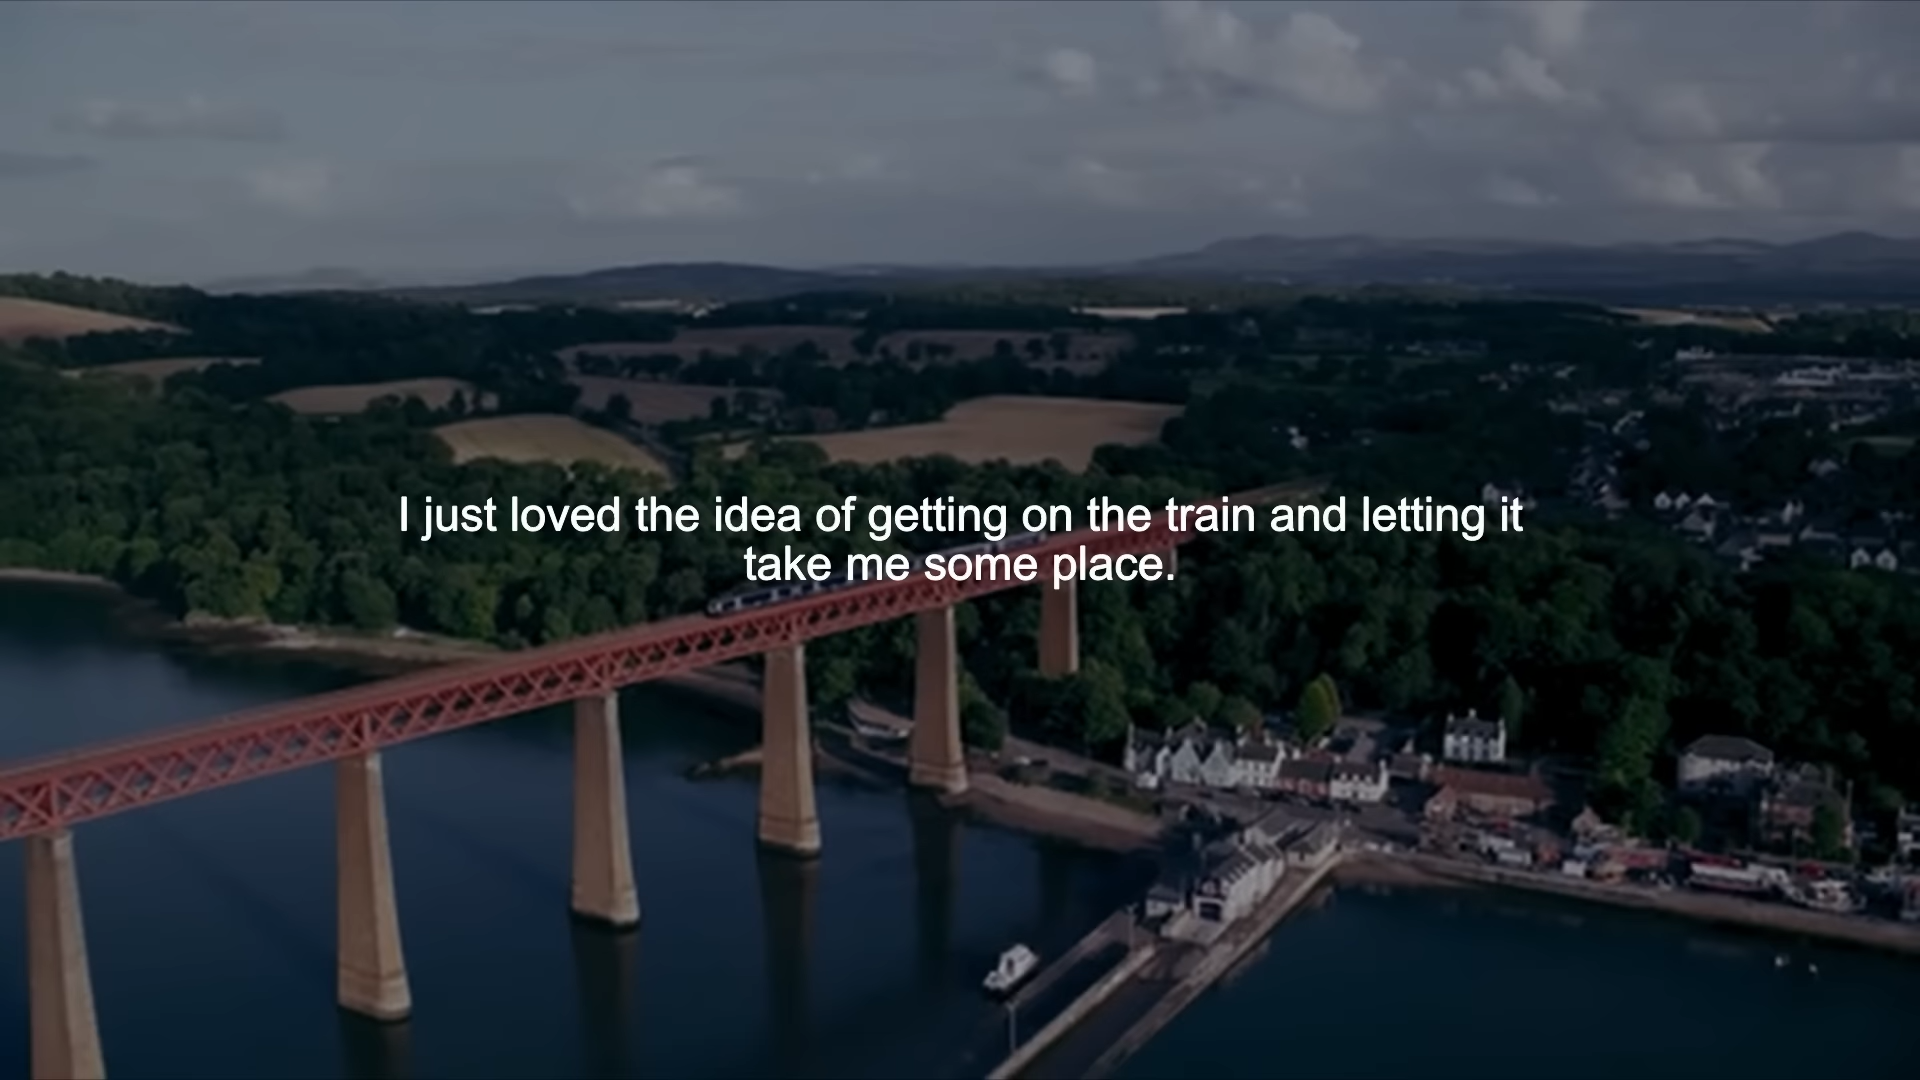 I just loved the idea of getting on the train and letting it
take me some place.